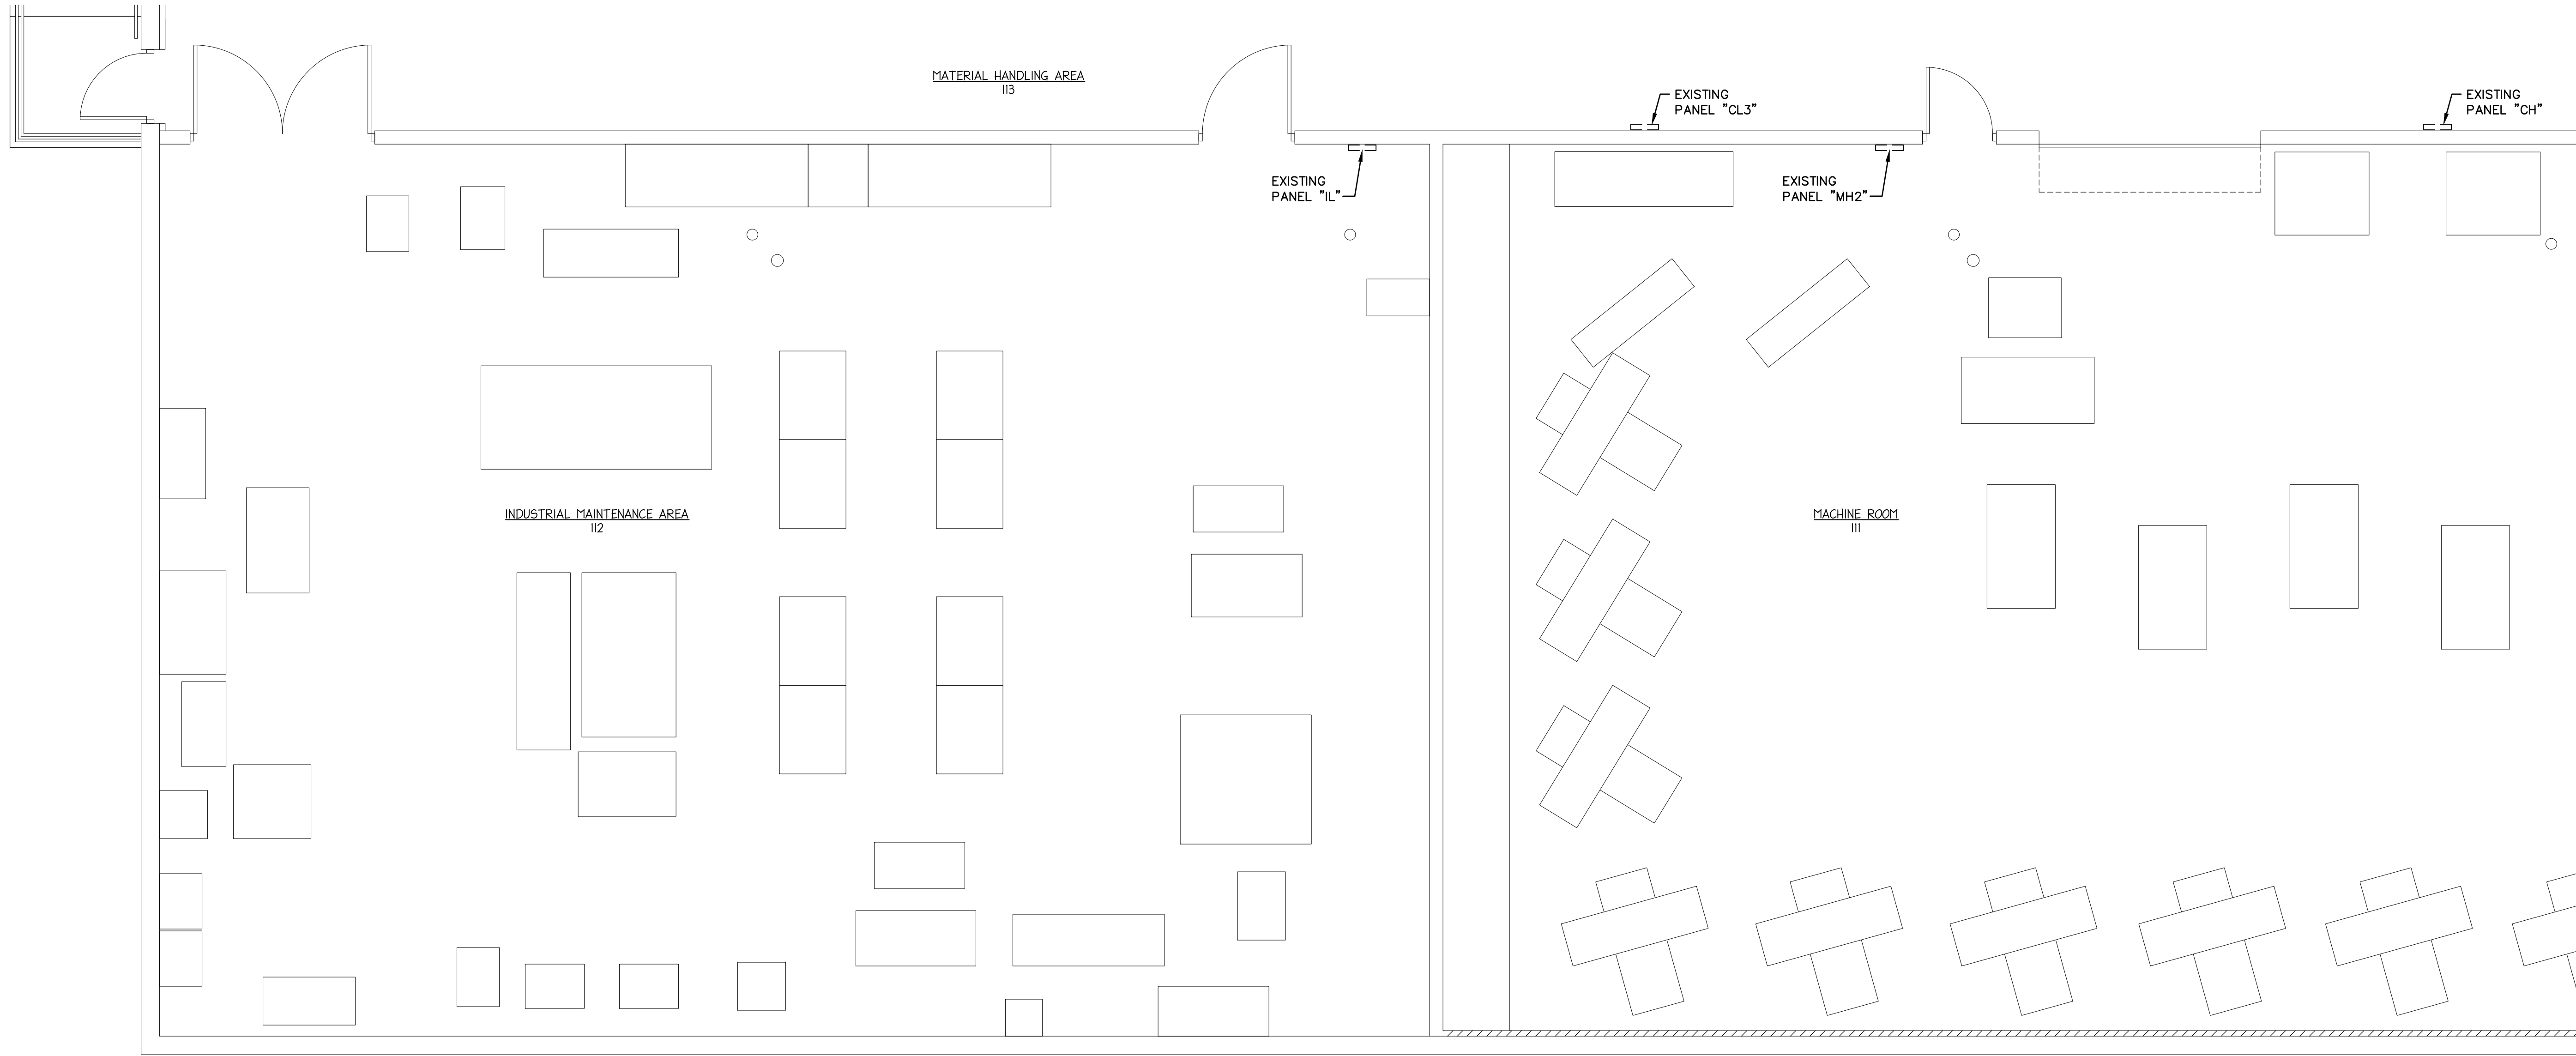 MATERIAL HANDLING AREA
113
EXISTING
PANEL "CL3"
EXISTING
PANEL "CH"
EXISTING
PANEL "IL"
EXISTING
PANEL "MH2"
INDUSTRIAL MAINTENANCE AREA
112
MACHINE ROOM
111